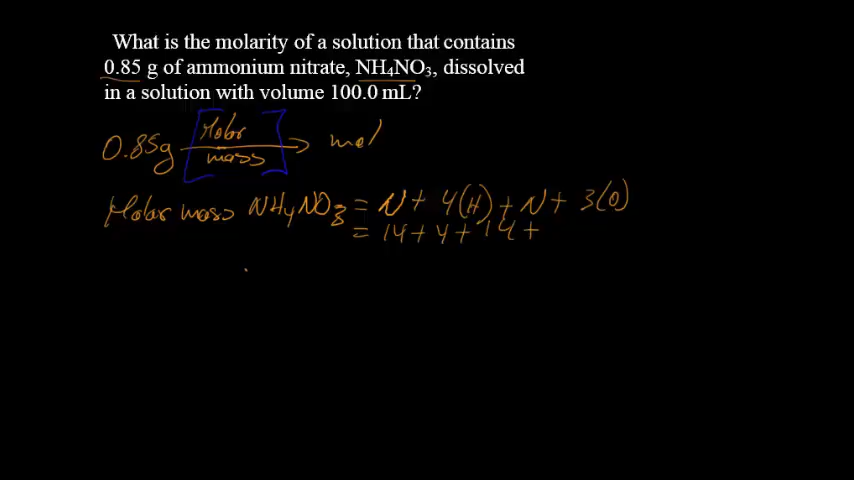 What is the molarity of a solution that contains
0.85 g of ammonium nitrate, NH₄NO₃, dissolved
in a solution with volume 100.0 mL?
0.85g [Molar mass] → mol
Molar mass NH₄NO₃ = N + 4(H) + N + 3(O)
= 14 + 4 + 14 +